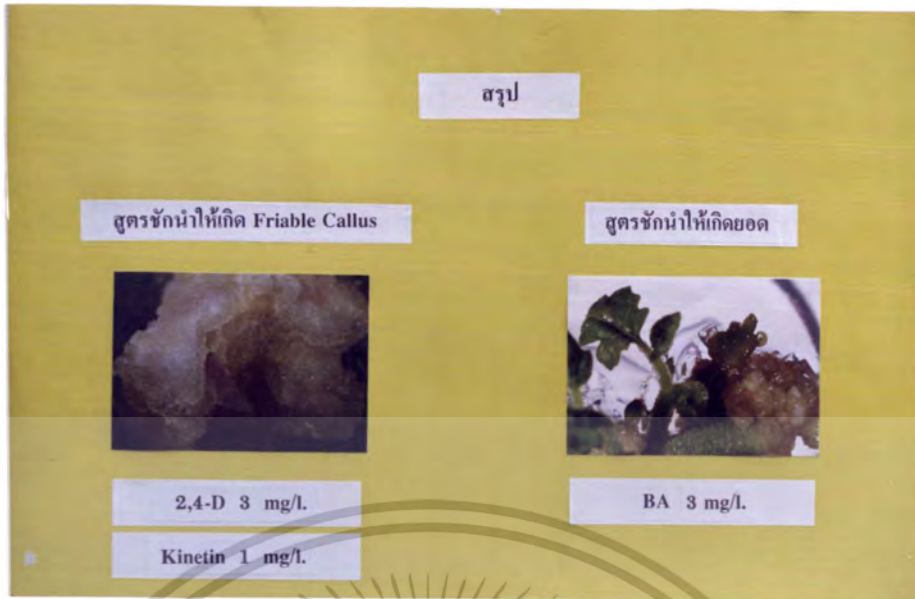 สรุป
สูตรชักนำให้เกิด Friable Callus
สูตรชักนำให้เกิดยอด
2,4-D 3 mg/l.
Kinetin 1 mg/l.
BA 3 mg/l.